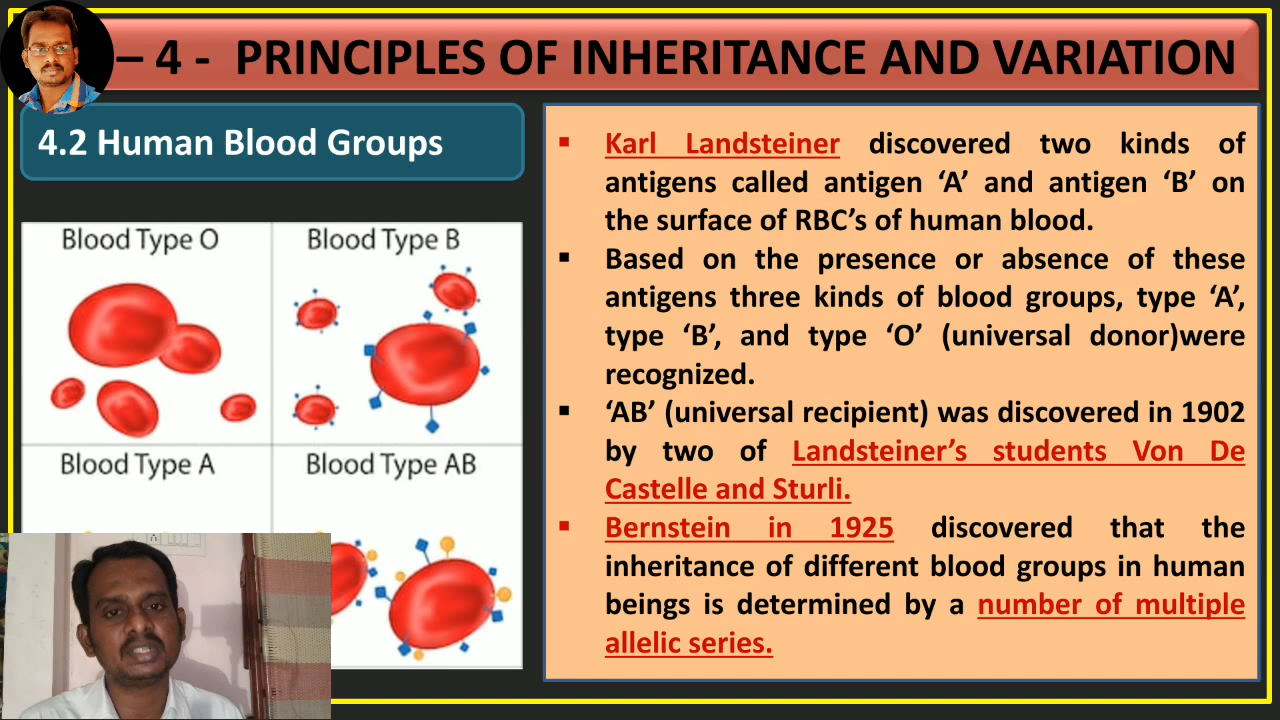 – 4 - PRINCIPLES OF INHERITANCE AND VARIATION
4.2 Human Blood Groups
Blood Type O
Blood Type B
Blood Type A
Blood Type AB
▪ Karl Landsteiner discovered two kinds of
antigens called antigen ‘A’ and antigen ‘B’ on
the surface of RBC’s of human blood.
▪ Based on the presence or absence of these
antigens three kinds of blood groups, type ‘A’,
type ‘B’, and type ‘O’ (universal donor)were
recognized.
▪ ‘AB’ (universal recipient) was discovered in 1902
by two of Landsteiner’s students Von De
Castelle and Sturli.
▪ Bernstein in 1925 discovered that the
inheritance of different blood groups in human
beings is determined by a number of multiple
allelic series.